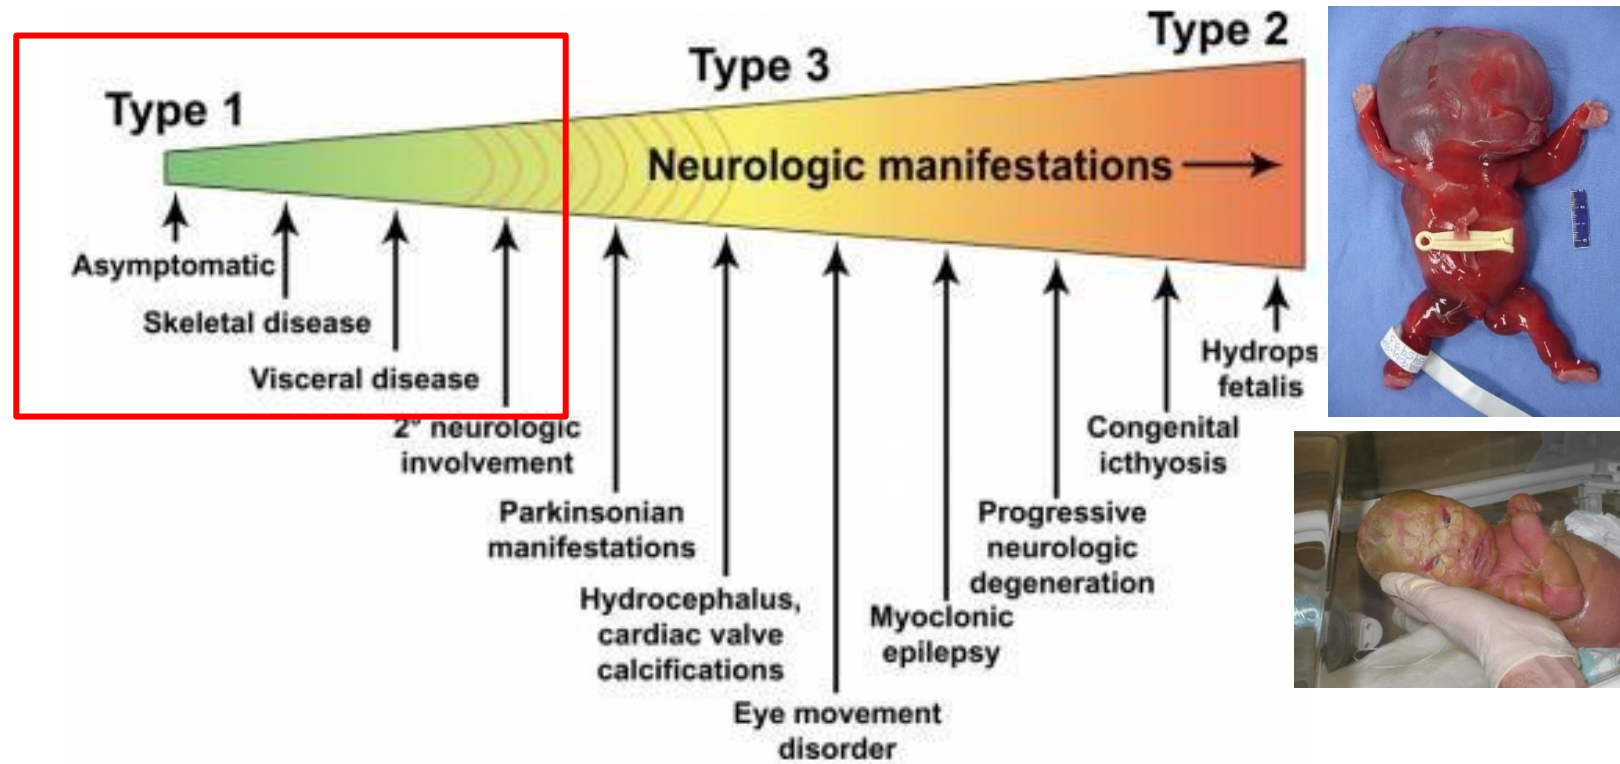 Type 1
Type 3
Type 2
Neurologic manifestations
Asymptomatic
Skeletal disease
Visceral disease
2° neurologic
involvement
Parkinsonian
manifestations
Hydrocephalus,
cardiac valve
calcifications
Eye movement
disorder
Myoclonic
epilepsy
Progressive
neurologic
degeneration
Congenital
icthyosis
Hydrops
fetalis